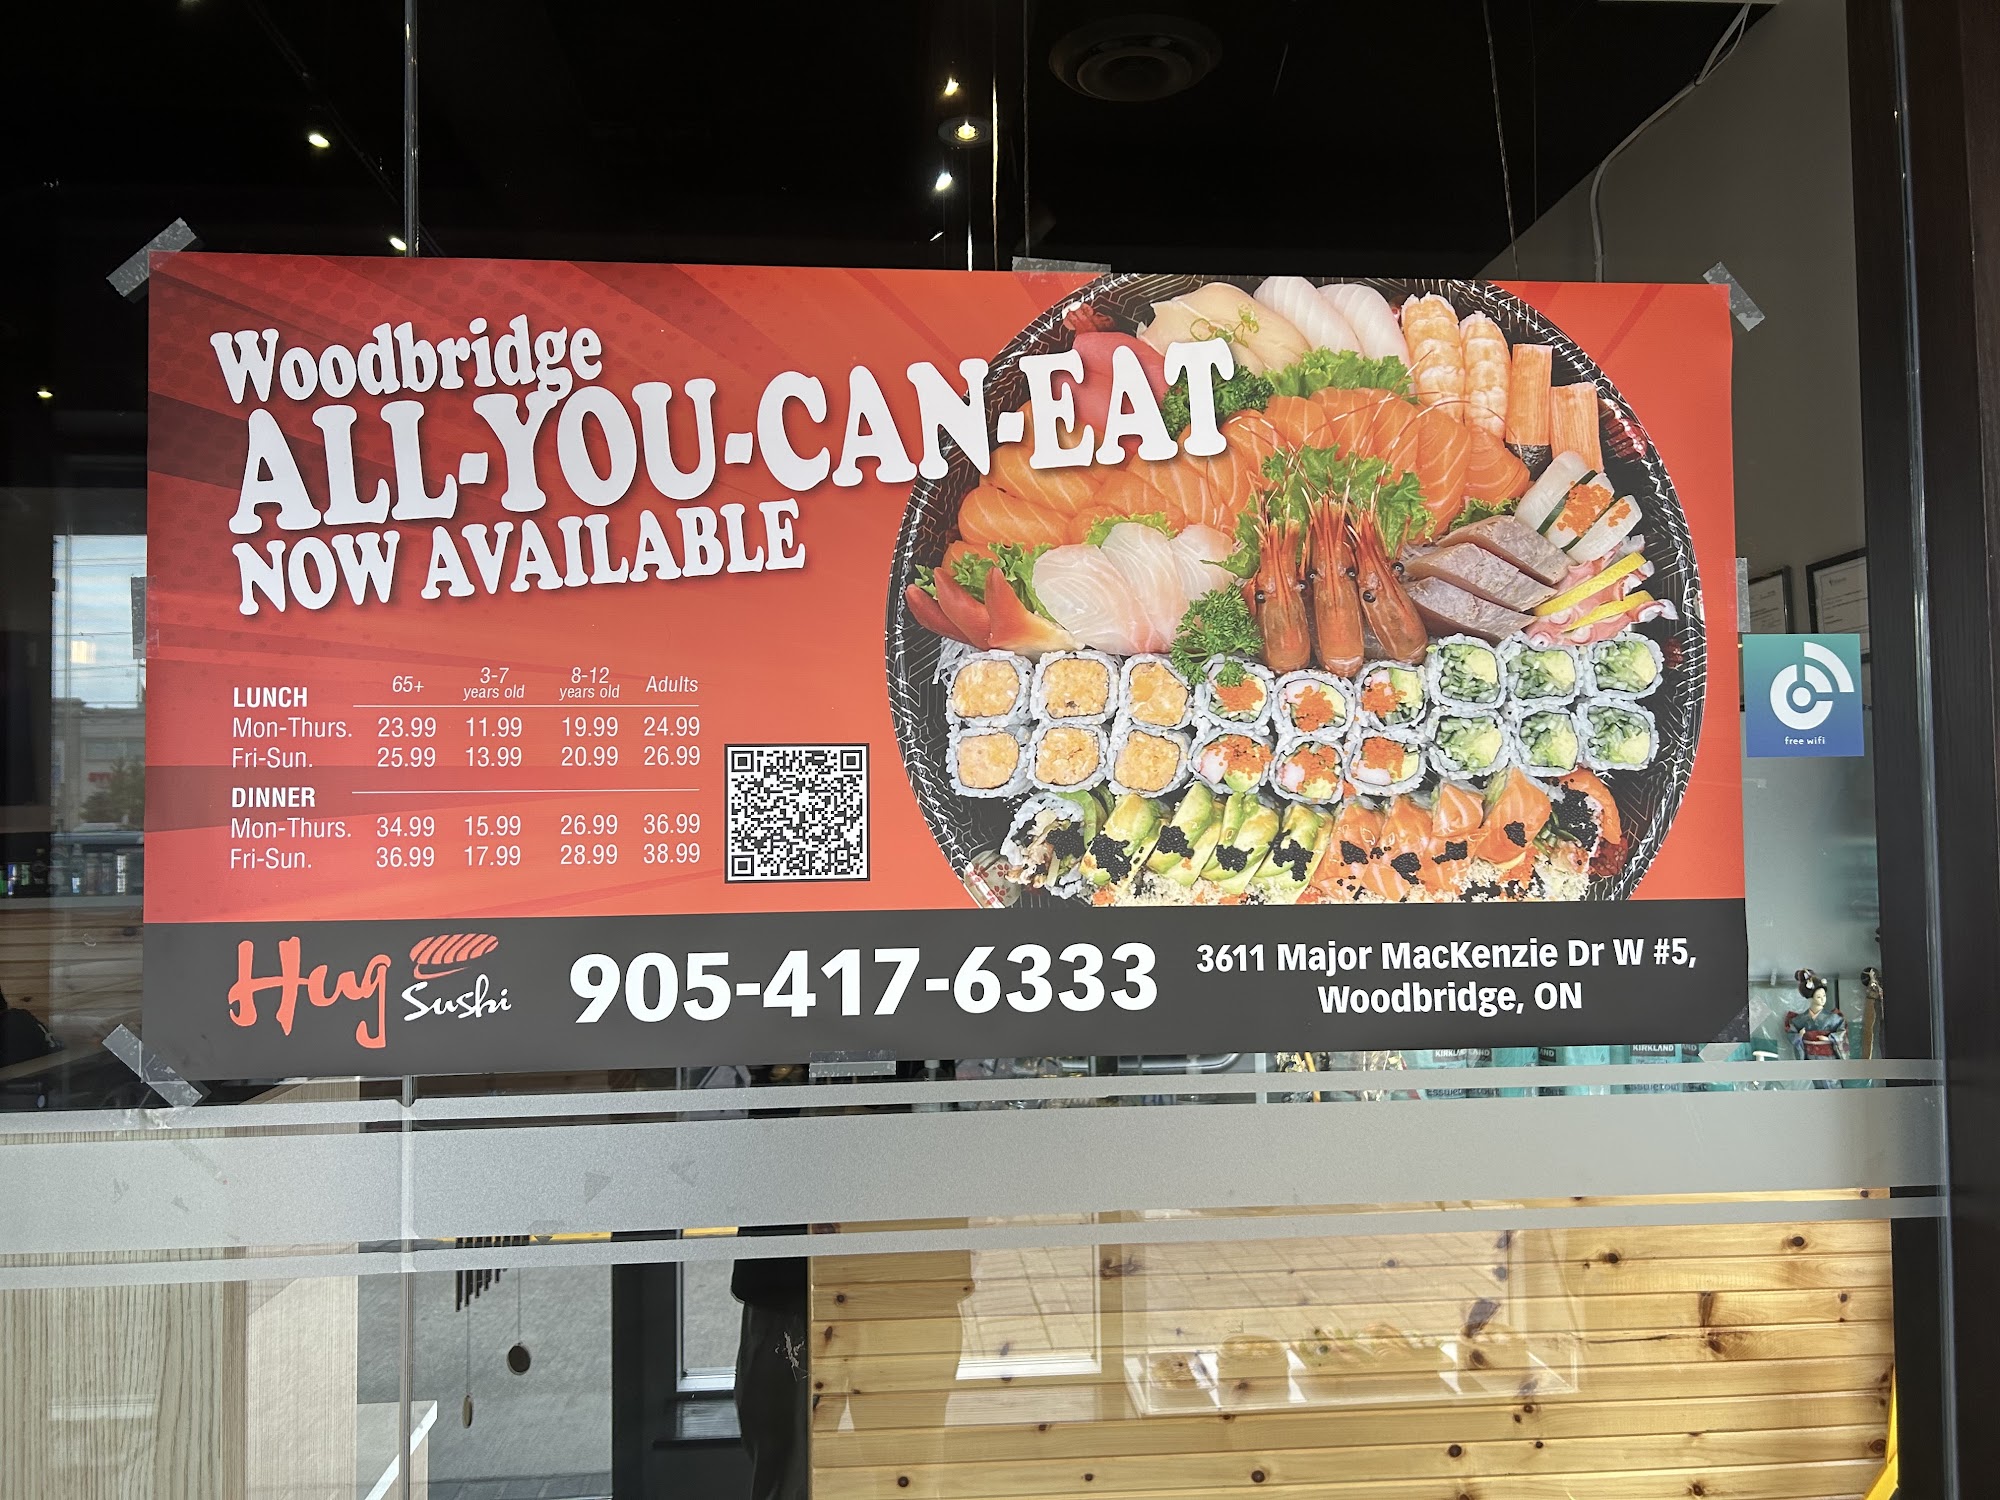 Woodbridge
ALL-YOU-CAN-EAT
NOW AVAILABLE
LUNCH 65+ 3-7 years old 8-12 years old Adults
Mon-Thurs. 23.99 11.99 19.99 24.99
Fri-Sun. 25.99 13.99 20.99 26.99
DINNER
Mon-Thurs. 34.99 15.99 26.99 36.99
Fri-Sun. 36.99 17.99 28.99 38.99
Hug Sushi
905-417-6333
3611 Major MacKenzie Dr W #5,
Woodbridge, ON
free wifi
KIRKLAND